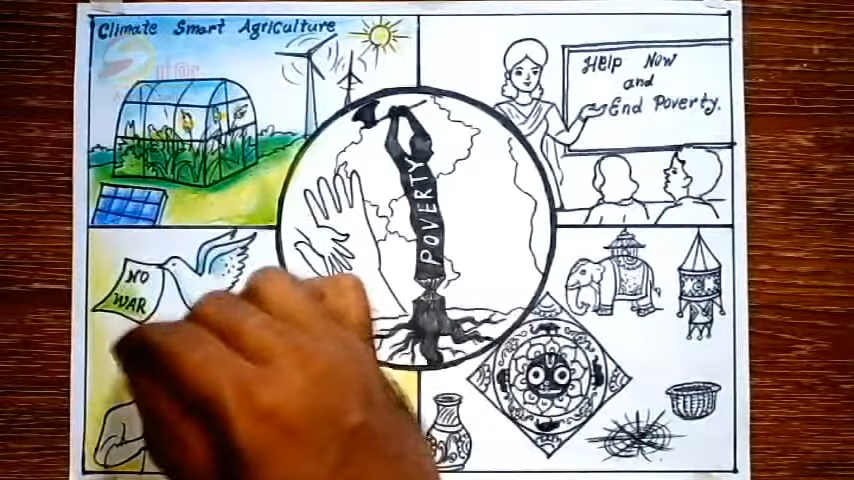 Climate Smart Agriculture
Help Now
and
End Poverty.
POVERTY
NO
WAR